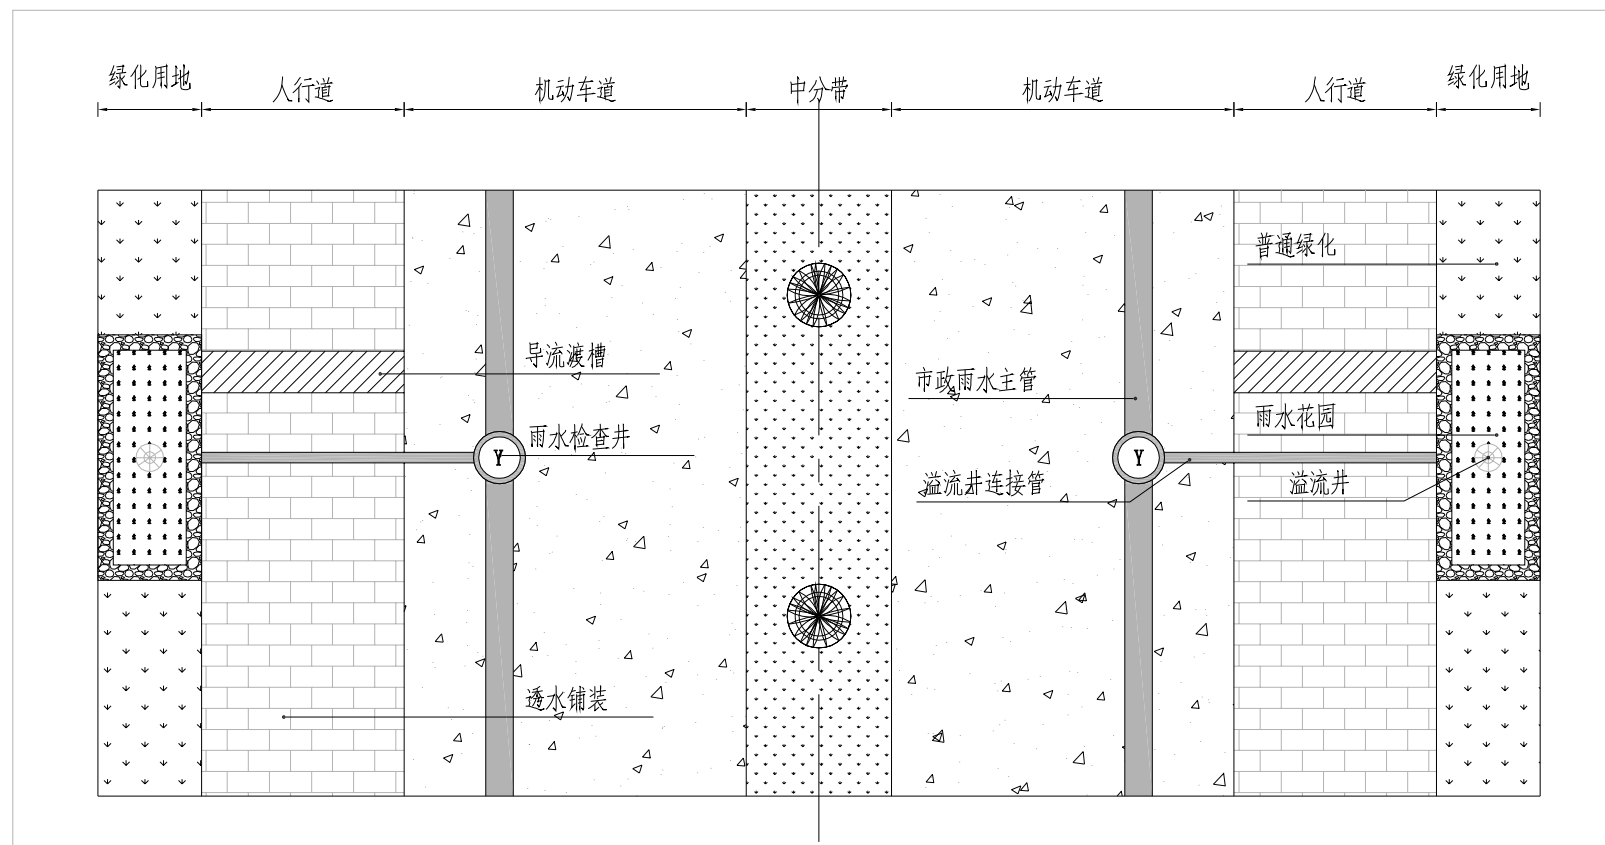 绿化用地
人行道
机动车道
中分带
机动车道
人行道
绿化用地
普通绿化
导流渡槽
市政雨水主管
雨水花园
雨水检查井
Y
Y
溢流井连接管
溢流井
透水铺装